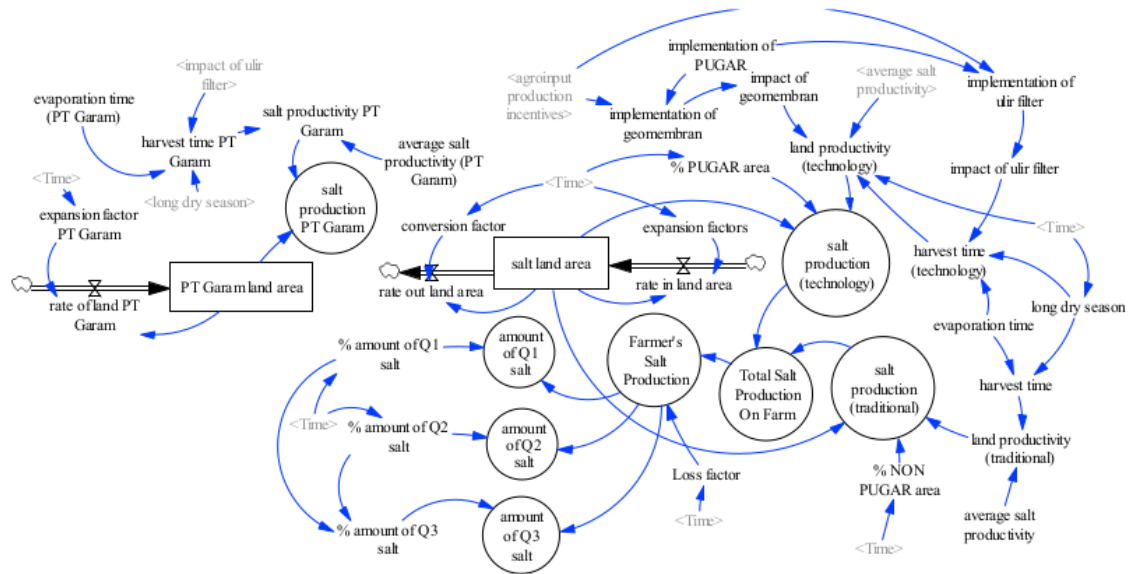 <impact of ulir
filter>
evaporation time
(PT Garam)
harvest time PT
Garam
salt productivity PT
Garam
average salt
productivity (PT
Garam)
<Time>
<long dry season>
expansion factor
PT Garam
salt
production
PT Garam
PT Garam land area
rate of land PT
Garam
<agroinput
production
incentives>
implementation of
PUGAR
impact of
geomembran
implementation of
geomembran
<average salt
productivity>
implementation of
ulir filter
land productivity
(technology)
impact of ulir filter
% PUGAR area
<Time>
conversion factor
expansion factors
salt land area
rate out land area
rate in land area
salt
production
(technology)
<Time>
harvest time
(technology)
long dry season
evaporation time
harvest time
% amount of Q1
salt
amount
of Q1
salt
Farmer's
Salt
Production
Total Salt
Production
On Farm
salt
production
(traditional)
<Time>
% amount of Q2
salt
amount
of Q2
salt
land productivity
(traditional)
Loss factor
<Time>
% NON
PUGAR area
<Time>
average salt
productivity
% amount of Q3
salt
amount
of Q3
salt